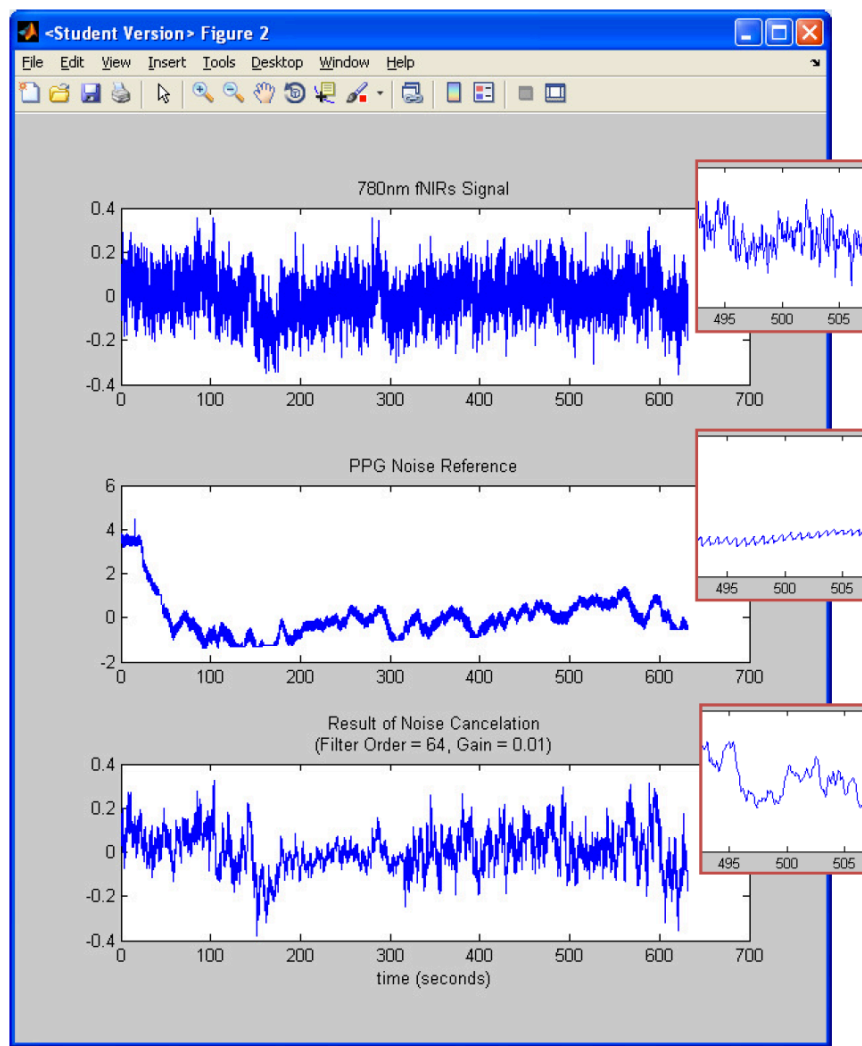 <Student Version> Figure 2
File Edit View Insert Tools Desktop Window Help
780nm fNIRs Signal
0.4
0.2
0
-0.2
-0.4
0 100 200 300 400 500 600 700
495 500 505
PPG Noise Reference
6
4
2
0
-2
0 100 200 300 400 500 600 700
495 500 505
Result of Noise Cancelation
(Filter Order = 64, Gain = 0.01)
0.4
0.2
0
-0.2
-0.4
0 100 200 300 400 500 600 700
time (seconds)
495 500 505